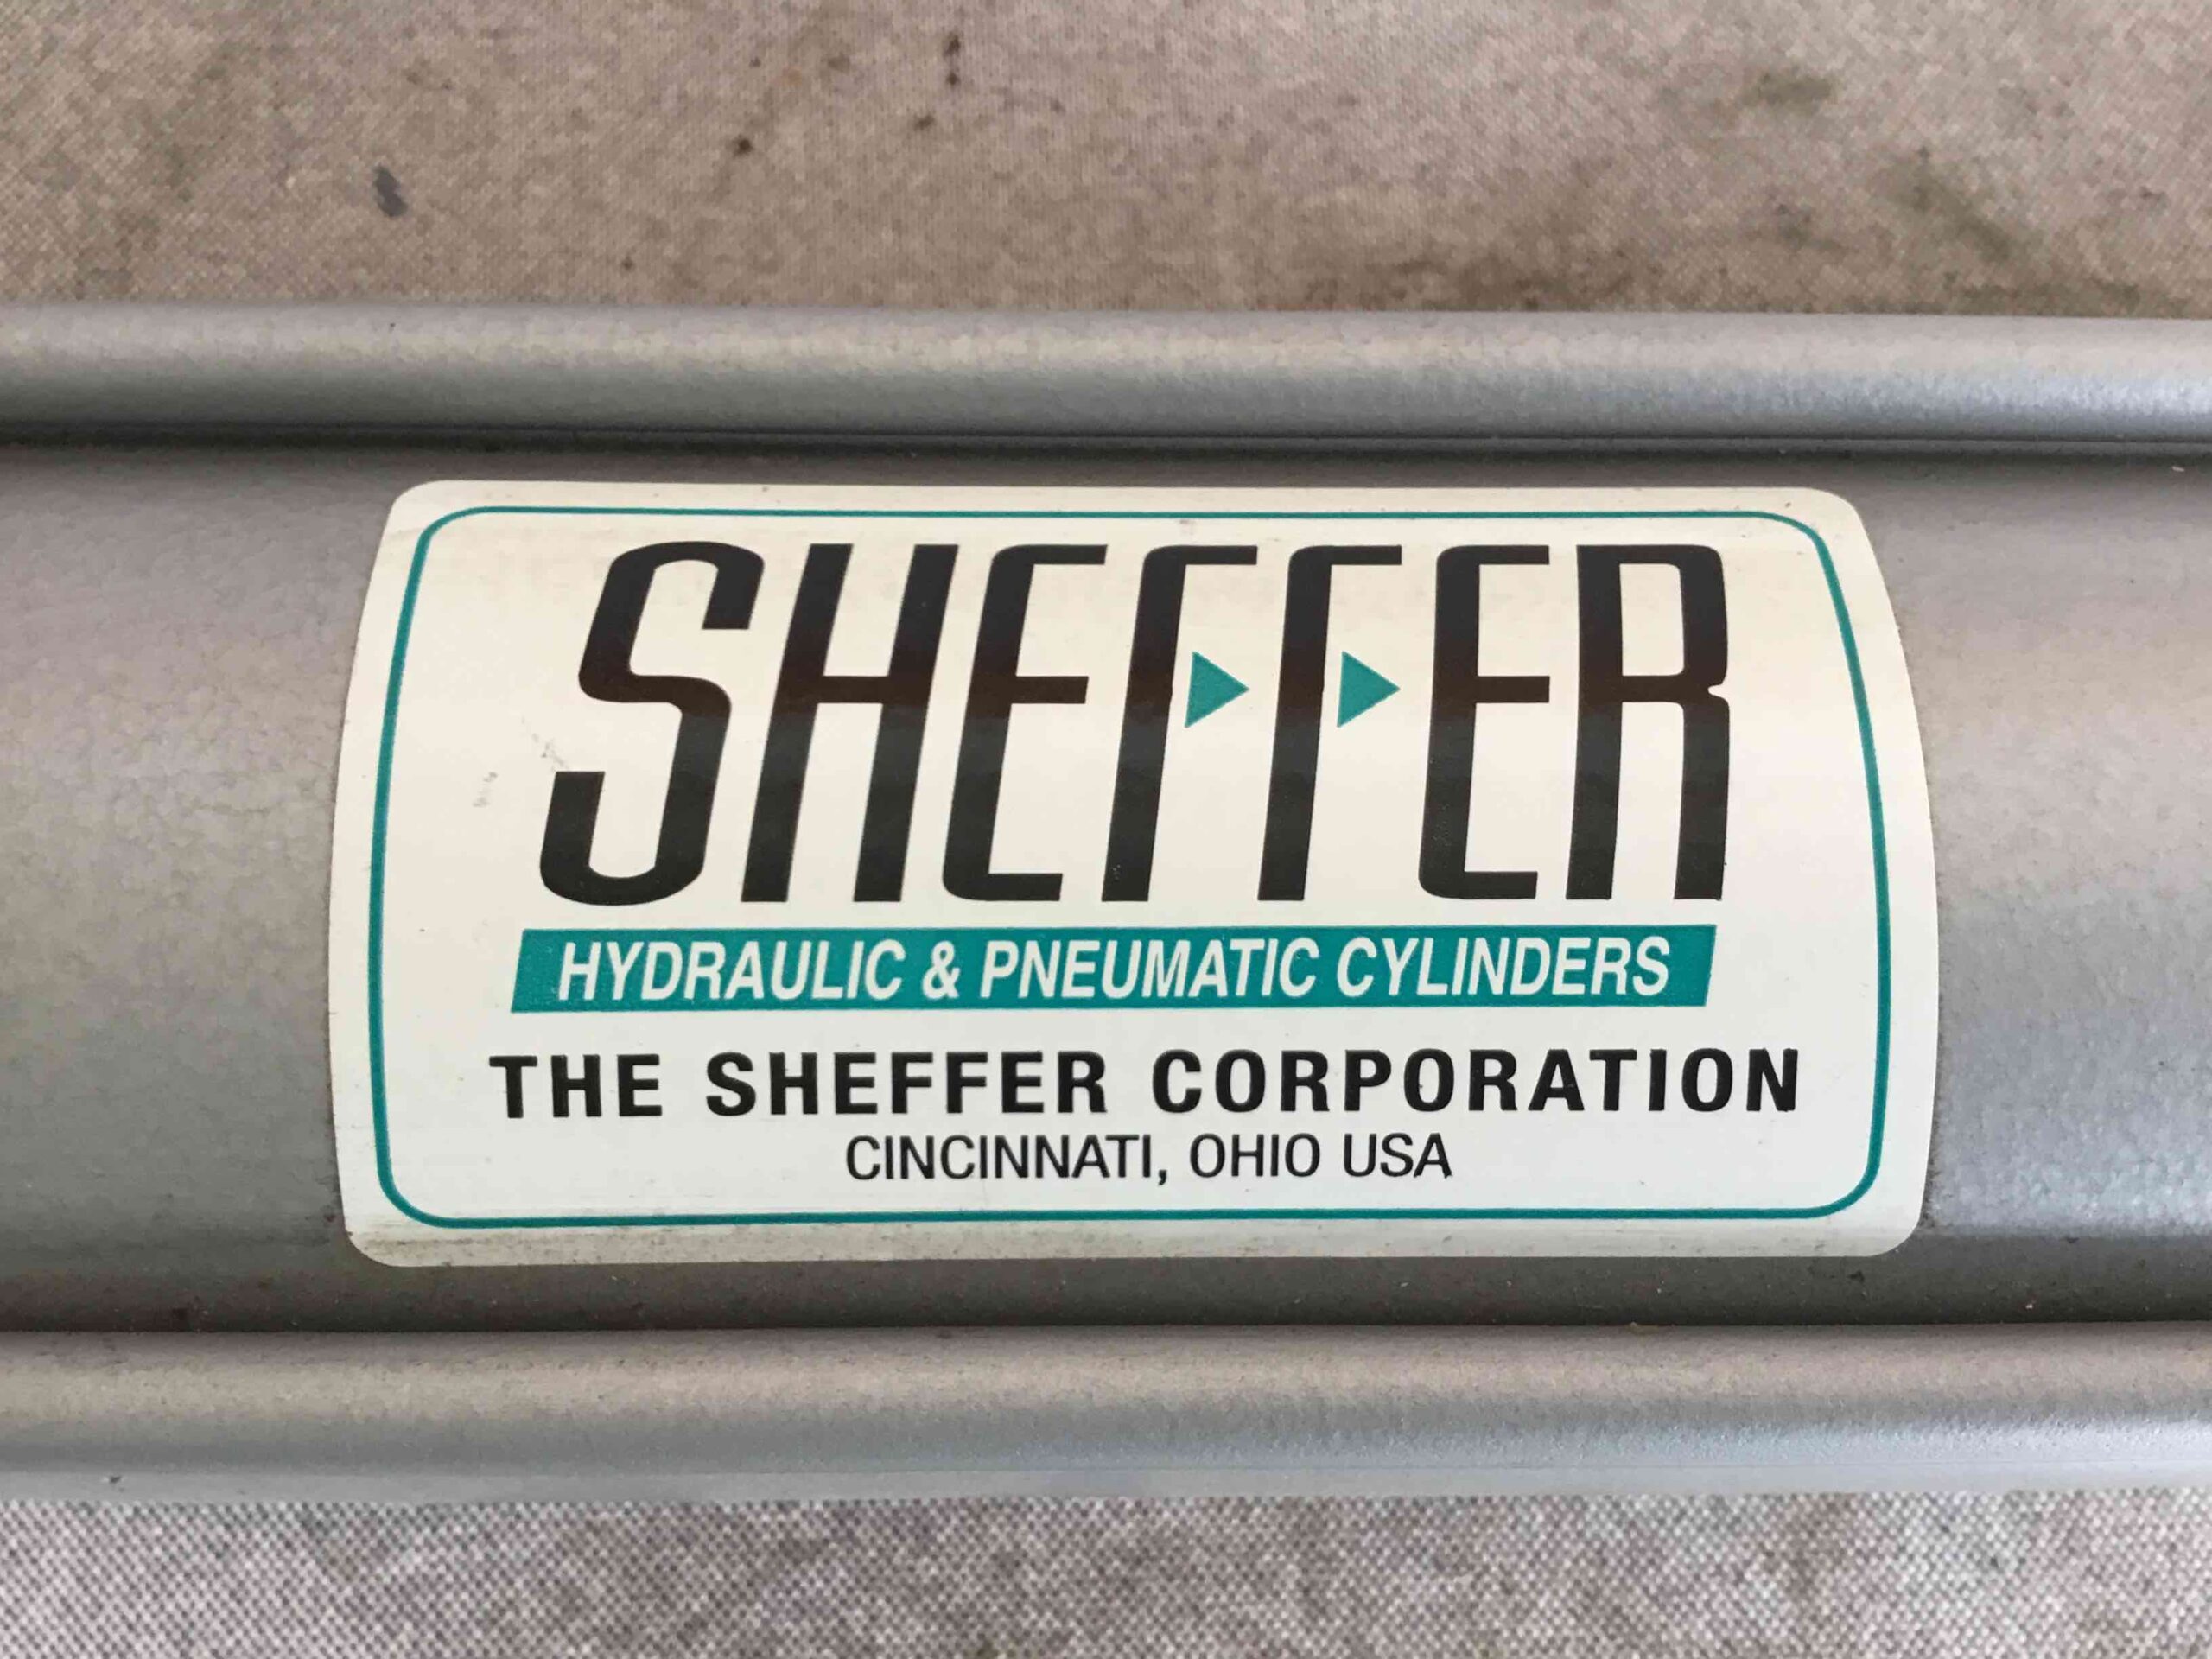 SHEFFER
HYDRAULIC & PNEUMATIC CYLINDERS
THE SHEFFER CORPORATION
CINCINNATI, OHIO USA